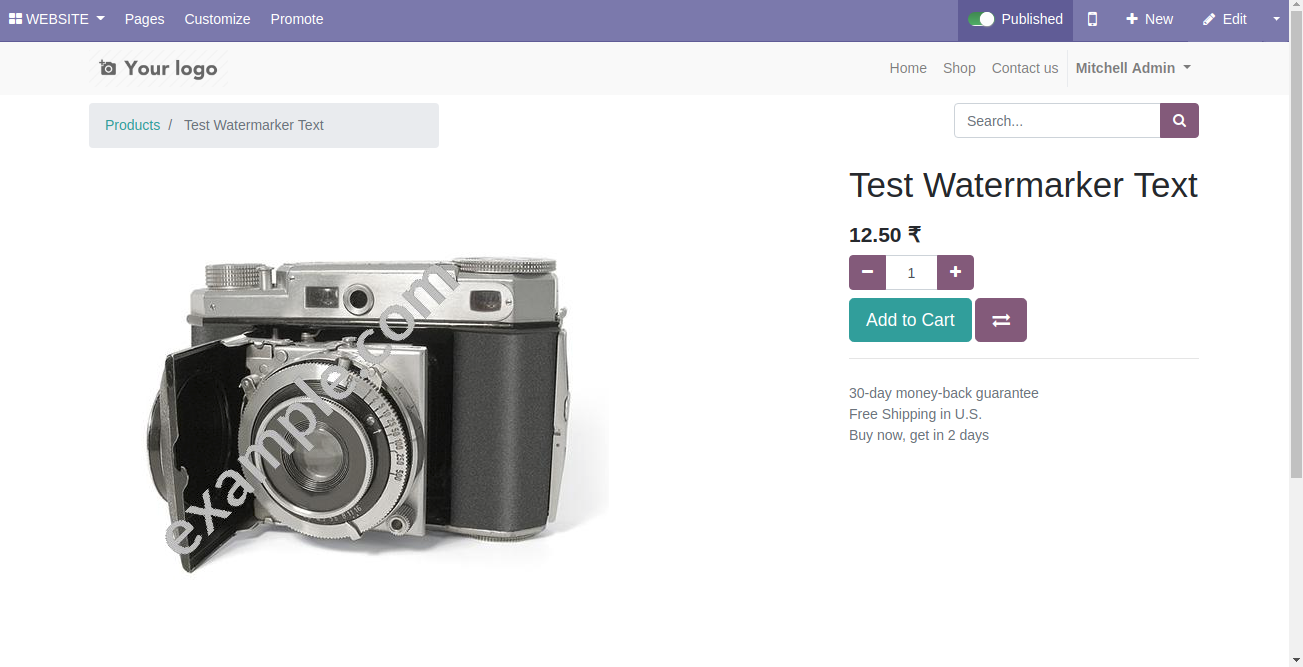 WEBSITE Pages Customize Promote Published New Edit
Your logo Home Shop Contact us Mitchell Admin
Products / Test Watermarker Text Search...
Test Watermarker Text
12.50 ₹
1
Add to Cart
example.com
30-day money-back guarantee
Free Shipping in U.S.
Buy now, get in 2 days